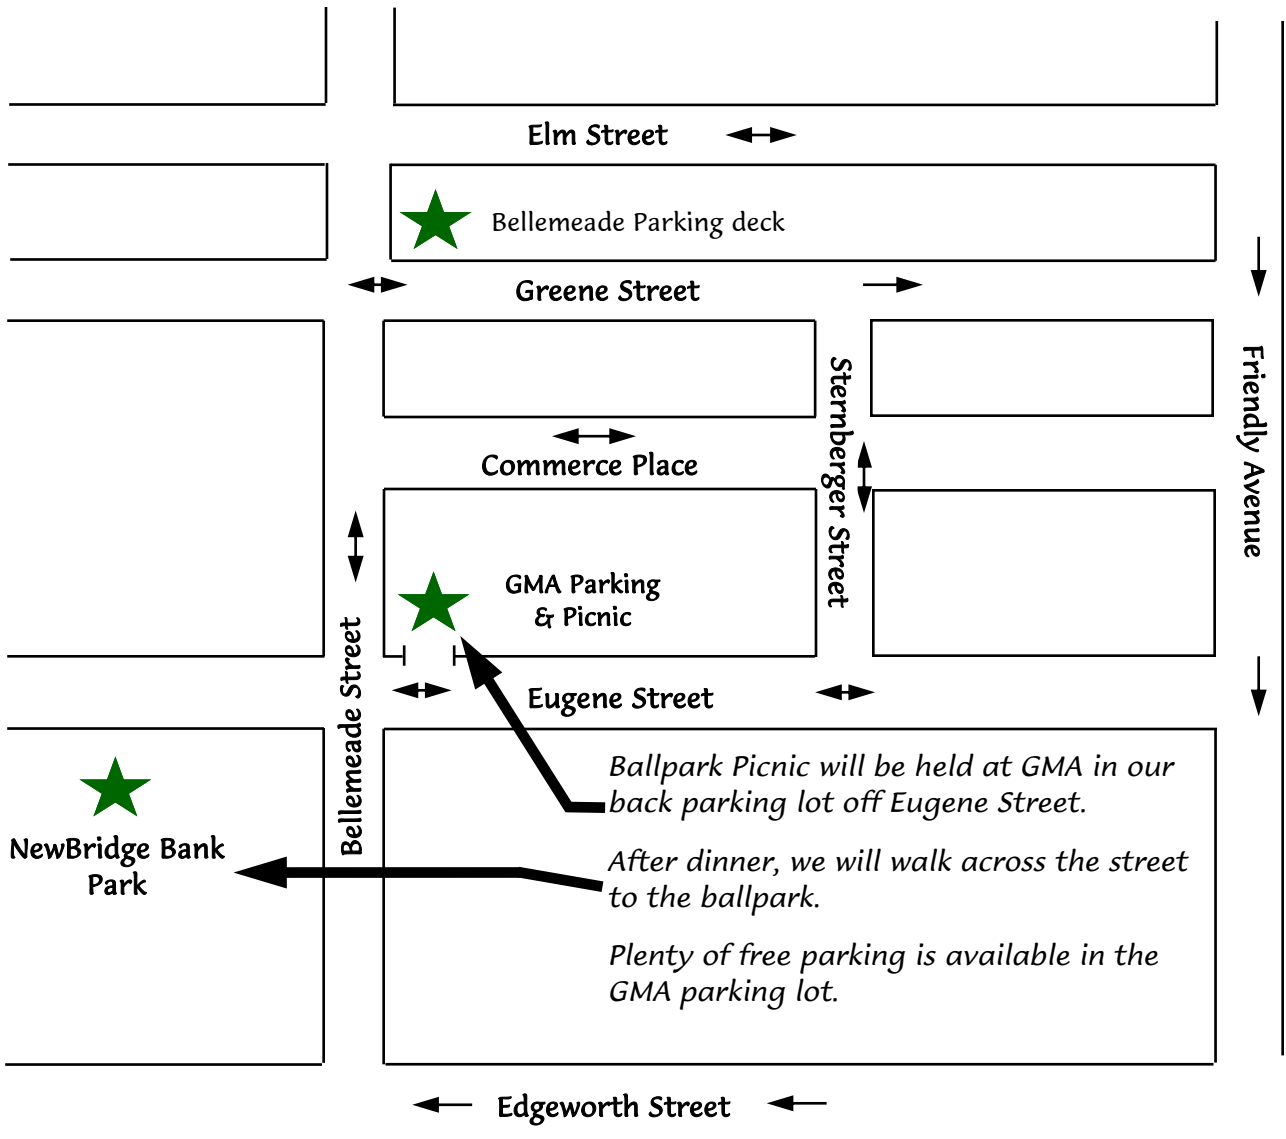 Elm Street
Bellemeade Parking deck
Greene Street
Sternberger Street
Friendly Avenue
Commerce Place
GMA Parking
& Picnic
Bellemeade Street
Eugene Street
Ballpark Picnic will be held at GMA in our
back parking lot off Eugene Street.
NewBridge Bank
Park
After dinner, we will walk across the street
to the ballpark.
Plenty of free parking is available in the
GMA parking lot.
Edgeworth Street